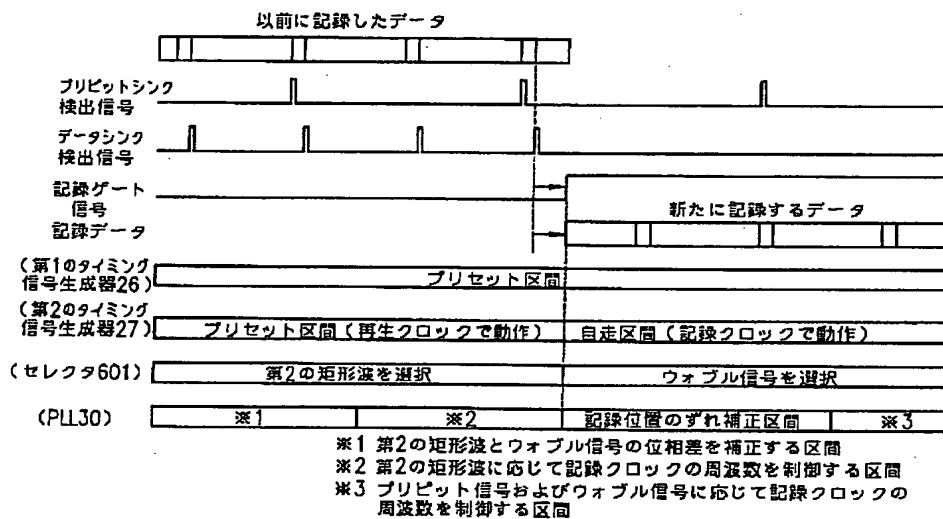 以前に記録したデータ
プリピットシンク
検出信号
データシンク
検出信号
記録ゲート
信号
新たに記録するデータ
記録データ
(第1のタイミング
信号生成器26)
プリセット区間
(第2のタイミング
信号生成器27)
プリセット区間(再生クロックで動作)
自走区間(記録クロックで動作)
(セレクタ601)
第2の矩形波を選択
ウォブル信号を選択
(PLL30)
※1
※2
記録位置のずれ補正区間
※3
※1 第2の矩形波とウォブル信号の位相差を補正する区間
※2 第2の矩形波に応じて記録クロックの周波数を制御する区間
※3 プリピット信号およびウォブル信号に応じて記録クロックの
周波数を制御する区間